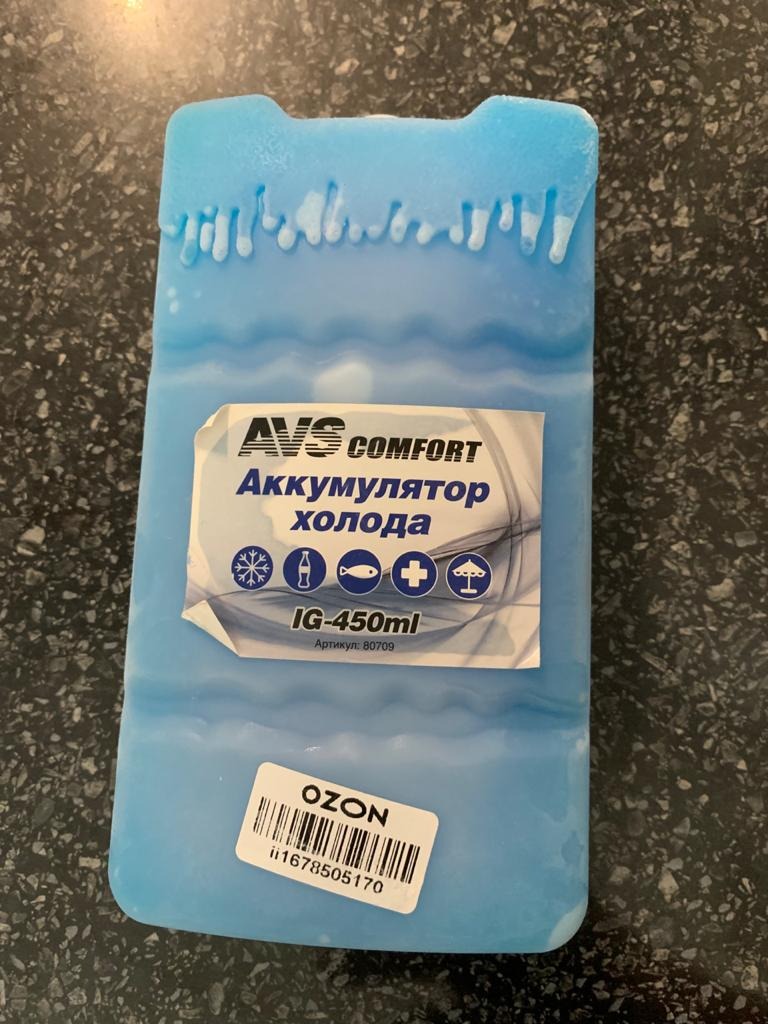 AVS COMFORT
Аккумулятор
холода
IG-450ml
Артикул: 80709
OZON
ii1678505170